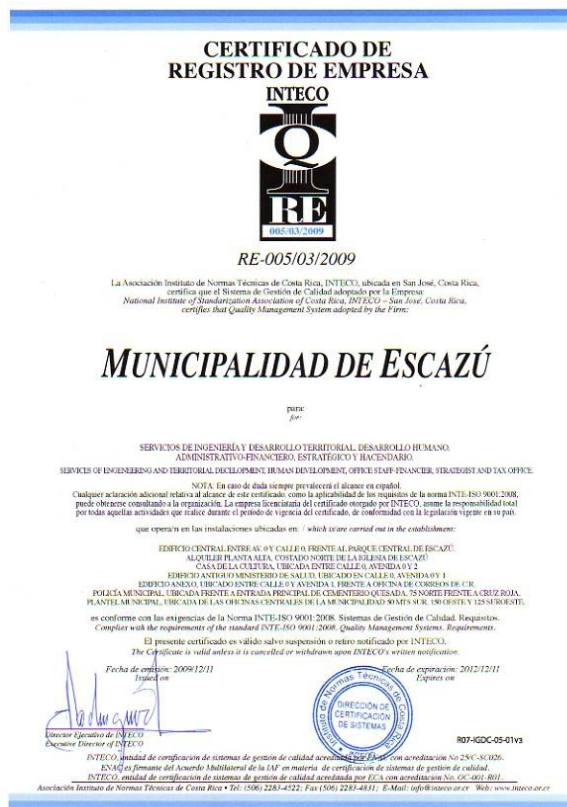 CERTIFICADO DE
REGISTRO DE EMPRESA
INTECO
Q
RE
005/03/2009
RE-005/03/2009
La Asociación Instituto de Normas Técnicas de Costa Rica, INTECO, ubicada en San José, Costa Rica,
certifica que el Sistema de Gestión de Calidad adoptado por la Empresa:
National Institute of Standarization Association of Costa Rica, INTECO – San José, Costa Rica,
certifies that Quality Management System adopted by the Firm:
MUNICIPALIDAD DE ESCAZÚ
para:
for:
SERVICIOS DE INGENIERÍA Y DESARROLLO TERRITORIAL, DESARROLLO HUMANO,
ADMINISTRATIVO-FINANCIERO, ESTRATÉGICO Y HACENDARIO.
SERVICES OF ENGENEERING AND TERRITORIAL DECELOPMENT, HUMAN DEVELOPMENT, OFFICE STAFF-FINANCIER, STRATEGIST AND TAX OFFICE.
NOTA: En caso de duda siempre prevalecerá el alcance en español.
Cualquier aclaración adicional relativa al alcance de este certificado, como la aplicabilidad de los requisitos de la norma INTE-ISO 9001:2008,
puede obtenerse consultando a la organización. La empresa licenciataria del certificado otorgado por INTECO, asume la responsabilidad total
por todas aquellas actividades que realice durante el período de vigencia del certificado, de conformidad con la legislación vigente en su país.
que opera/n en las instalaciones ubicadas en: / which is/are carried out in the establishment:
EDIFICIO CENTRAL ENTRE AV. 0 Y CALLE 0, FRENTE AL PARQUE CENTRAL DE ESCAZÚ.
ALQUILER PLANTA ALTA, COSTADO NORTE DE LA IGLESIA DE ESCAZÚ
CASA DE LA CULTURA, UBICADA ENTRE CALLE 0, AVENIDA 0 Y 2
EDIFICIO ANTIGUO MINISTERIO DE SALUD, UBICADO EN CALLE 0, AVENIDA 0 Y 1
EDIFICIO ANEXO, UBICADO ENTRE CALLE 0 Y AVENIDA 1, FRENTE A OFICINA DE CORREOS DE C.R.
POLICÍA MUNICIPAL, UBICADA FRENTE A ENTRADA PRINCIPAL DE CEMENTERIO QUESADA, 75 NORTE FRENTE A CRUZ ROJA.
PLANTEL MUNICIPAL, UBICADA DE LAS OFICINAS CENTRALES DE LA MUNICIPALIDAD 50 MTS SUR, 150 OESTE Y 125 SUROESTE.
es conforme con las exigencias de la Norma INTE-ISO 9001:2008. Sistemas de Gestión de Calidad. Requisitos.
Complies with the requirements of the standard INTE-ISO 9001:2008. Quality Management Systems. Requirements.
El presente certificado es válido salvo suspensión o retiro notificado por INTECO.
The Certificate is valid unless it is cancelled or withdrawn upon INTECO's written notification.
Fecha de emisión: 2009/12/11
Issued on
Fecha de expiración: 2012/12/11
Expires on
Instituto de Normas Técnicas de Costa Rica
DIRECCIÓN DE
CERTIFICACIÓN
DE SISTEMAS
Director Ejecutivo de INTECO
Executive Director of INTECO
R07-IGDC-05-01v3
INTECO, entidad de certificación de sistemas de gestión de calidad acreditada por ENAC con acreditación No 25/C-SC026.
ENAC es firmante del Acuerdo Multilateral de la IAF en materia de certificación de sistemas de gestión de calidad.
INTECO, entidad de certificación de sistemas de gestión de calidad acreditada por ECA con acreditación No. OC-001-R01.
Asociación Instituto de Normas Técnicas de Costa Rica • Tel: (506) 2283-4522; Fax (506) 2283-4831; E-Mail: info@inteco.or.cr Web: www.inteco.or.cr